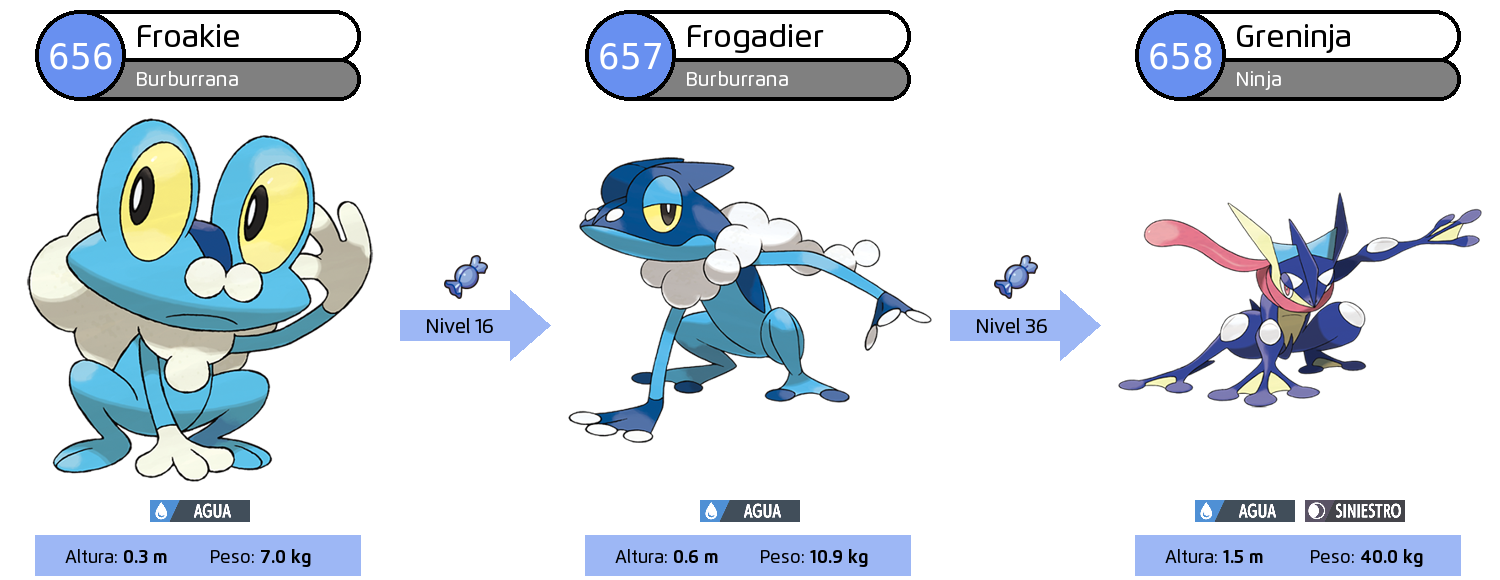 656
Froakie
Burburrana
657
Frogadier
Burburrana
658
Greninja
Ninja
Nivel 16
Nivel 36
AGUA
AGUA
AGUA SINIESTRO
Altura: 0.3 m Peso: 7.0 kg
Altura: 0.6 m Peso: 10.9 kg
Altura: 1.5 m Peso: 40.0 kg